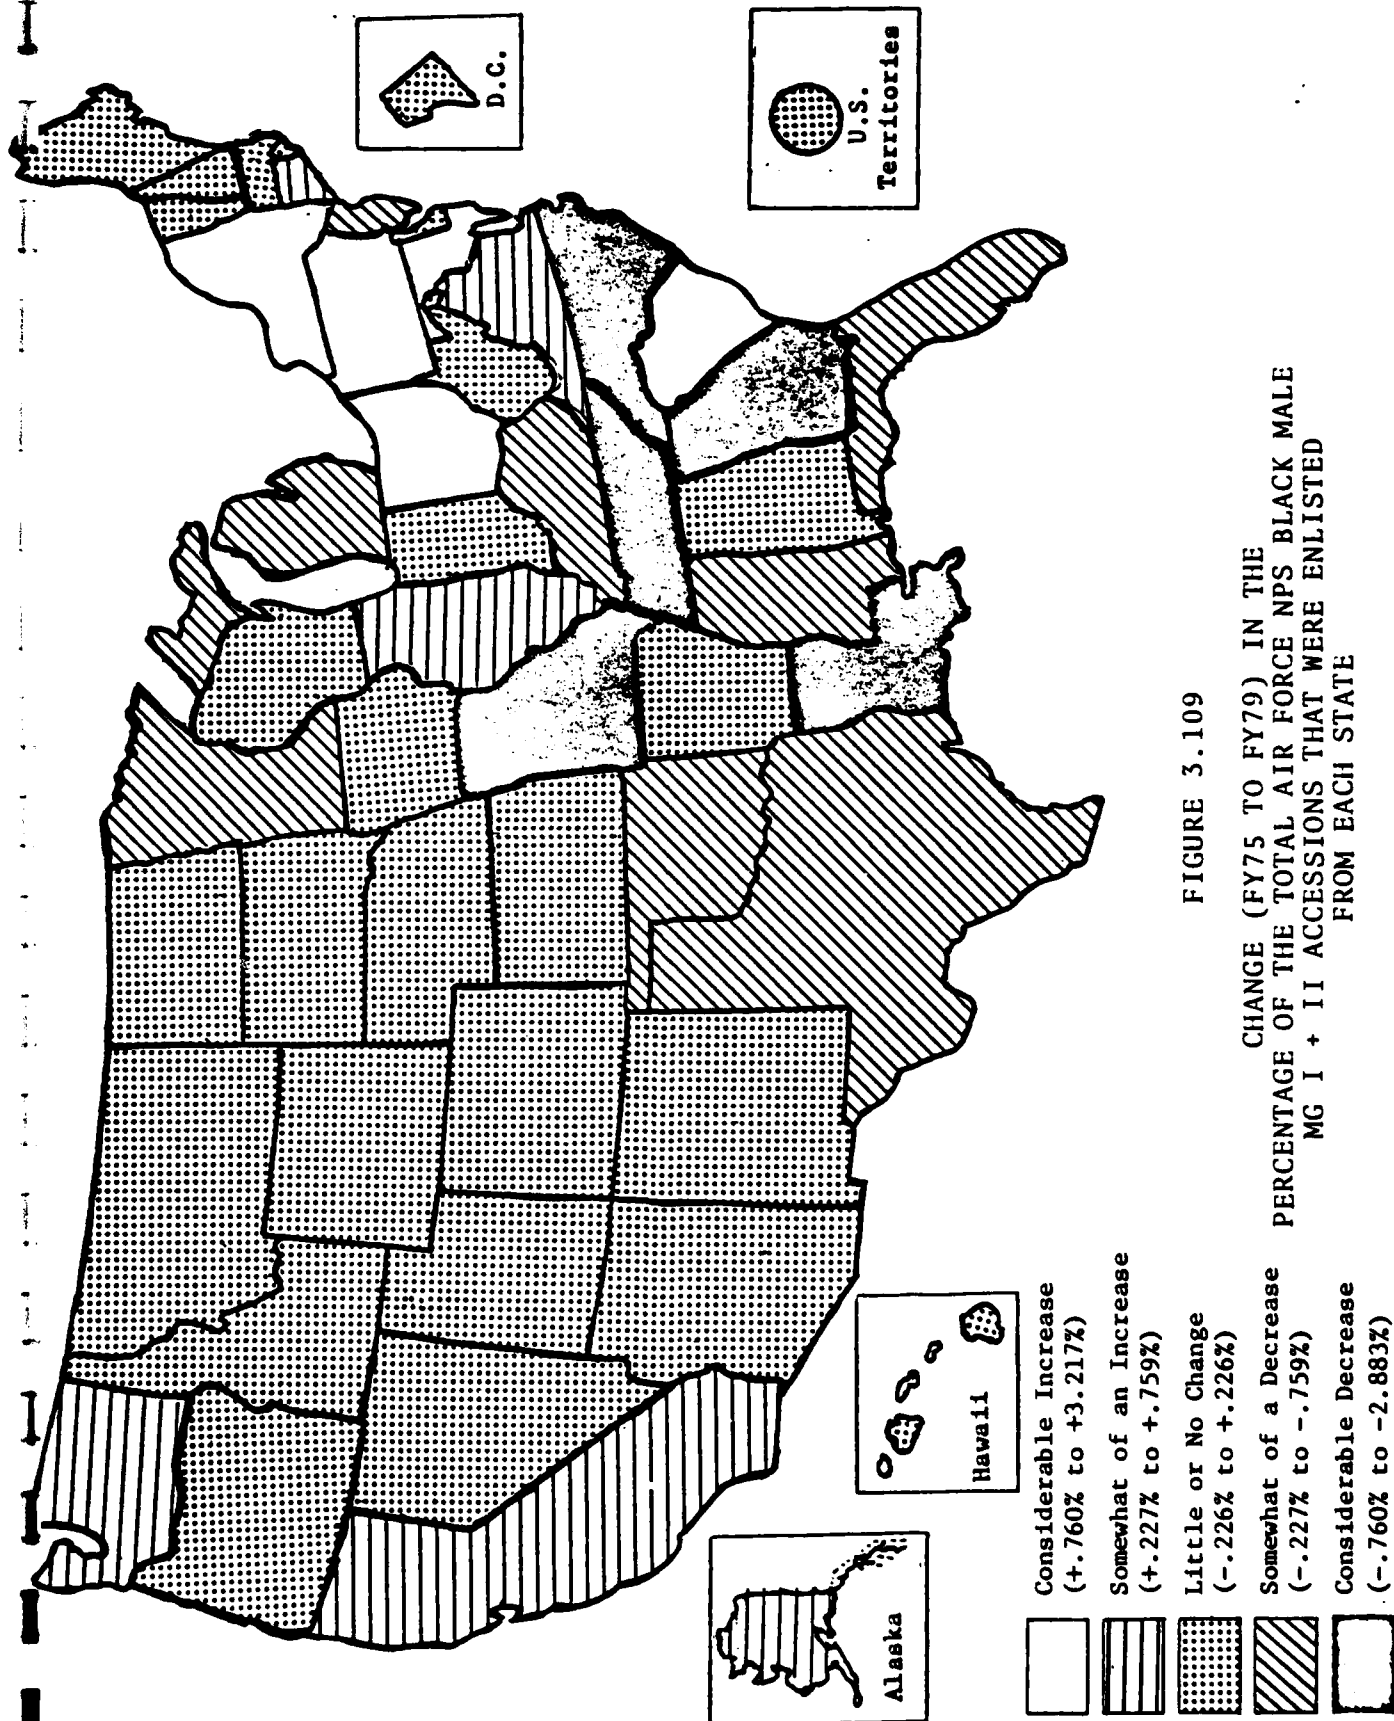 D.C.
U.S.
Territories
Alaska
Hawaii
Considerable Increase
(+.760% to +3.217%)
Somewhat of an Increase
(+.227% to +.759%)
Little or No Change
(-.226% to +.226%)
Somewhat of a Decrease
(-.227% to -.759%)
Considerable Decrease
(-.760% to -2.883%)
FIGURE 3.109
CHANGE (FY75 TO FY79) IN THE
PERCENTAGE OF THE TOTAL AIR FORCE NPS BLACK MALE
MG I + II ACCESSIONS THAT WERE ENLISTED
FROM EACH STATE